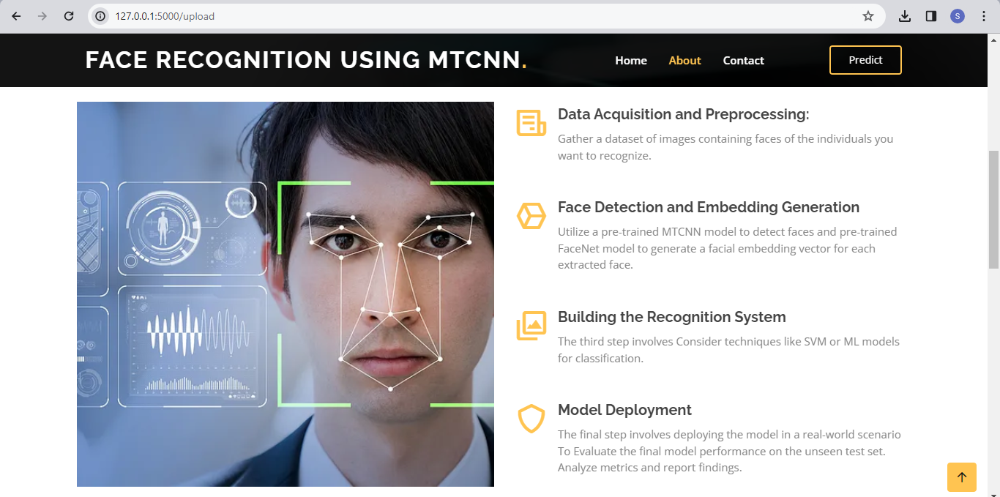 127.0.0.1:5000/upload
S
FACE RECOGNITION USING MTCNN.
Home
About
Contact
Predict
Data Acquisition and Preprocessing:
Gather a dataset of images containing faces of the individuals you
want to recognize.
Face Detection and Embedding Generation
Utilize a pre-trained MTCNN model to detect faces and pre-trained
FaceNet model to generate a facial embedding vector for each
extracted face.
Building the Recognition System
The third step involves Consider techniques like SVM or ML models
for classification.
Model Deployment
The final step involves deploying the model in a real-world scenario
To Evaluate the final model performance on the unseen test set.
Analyze metrics and report findings.